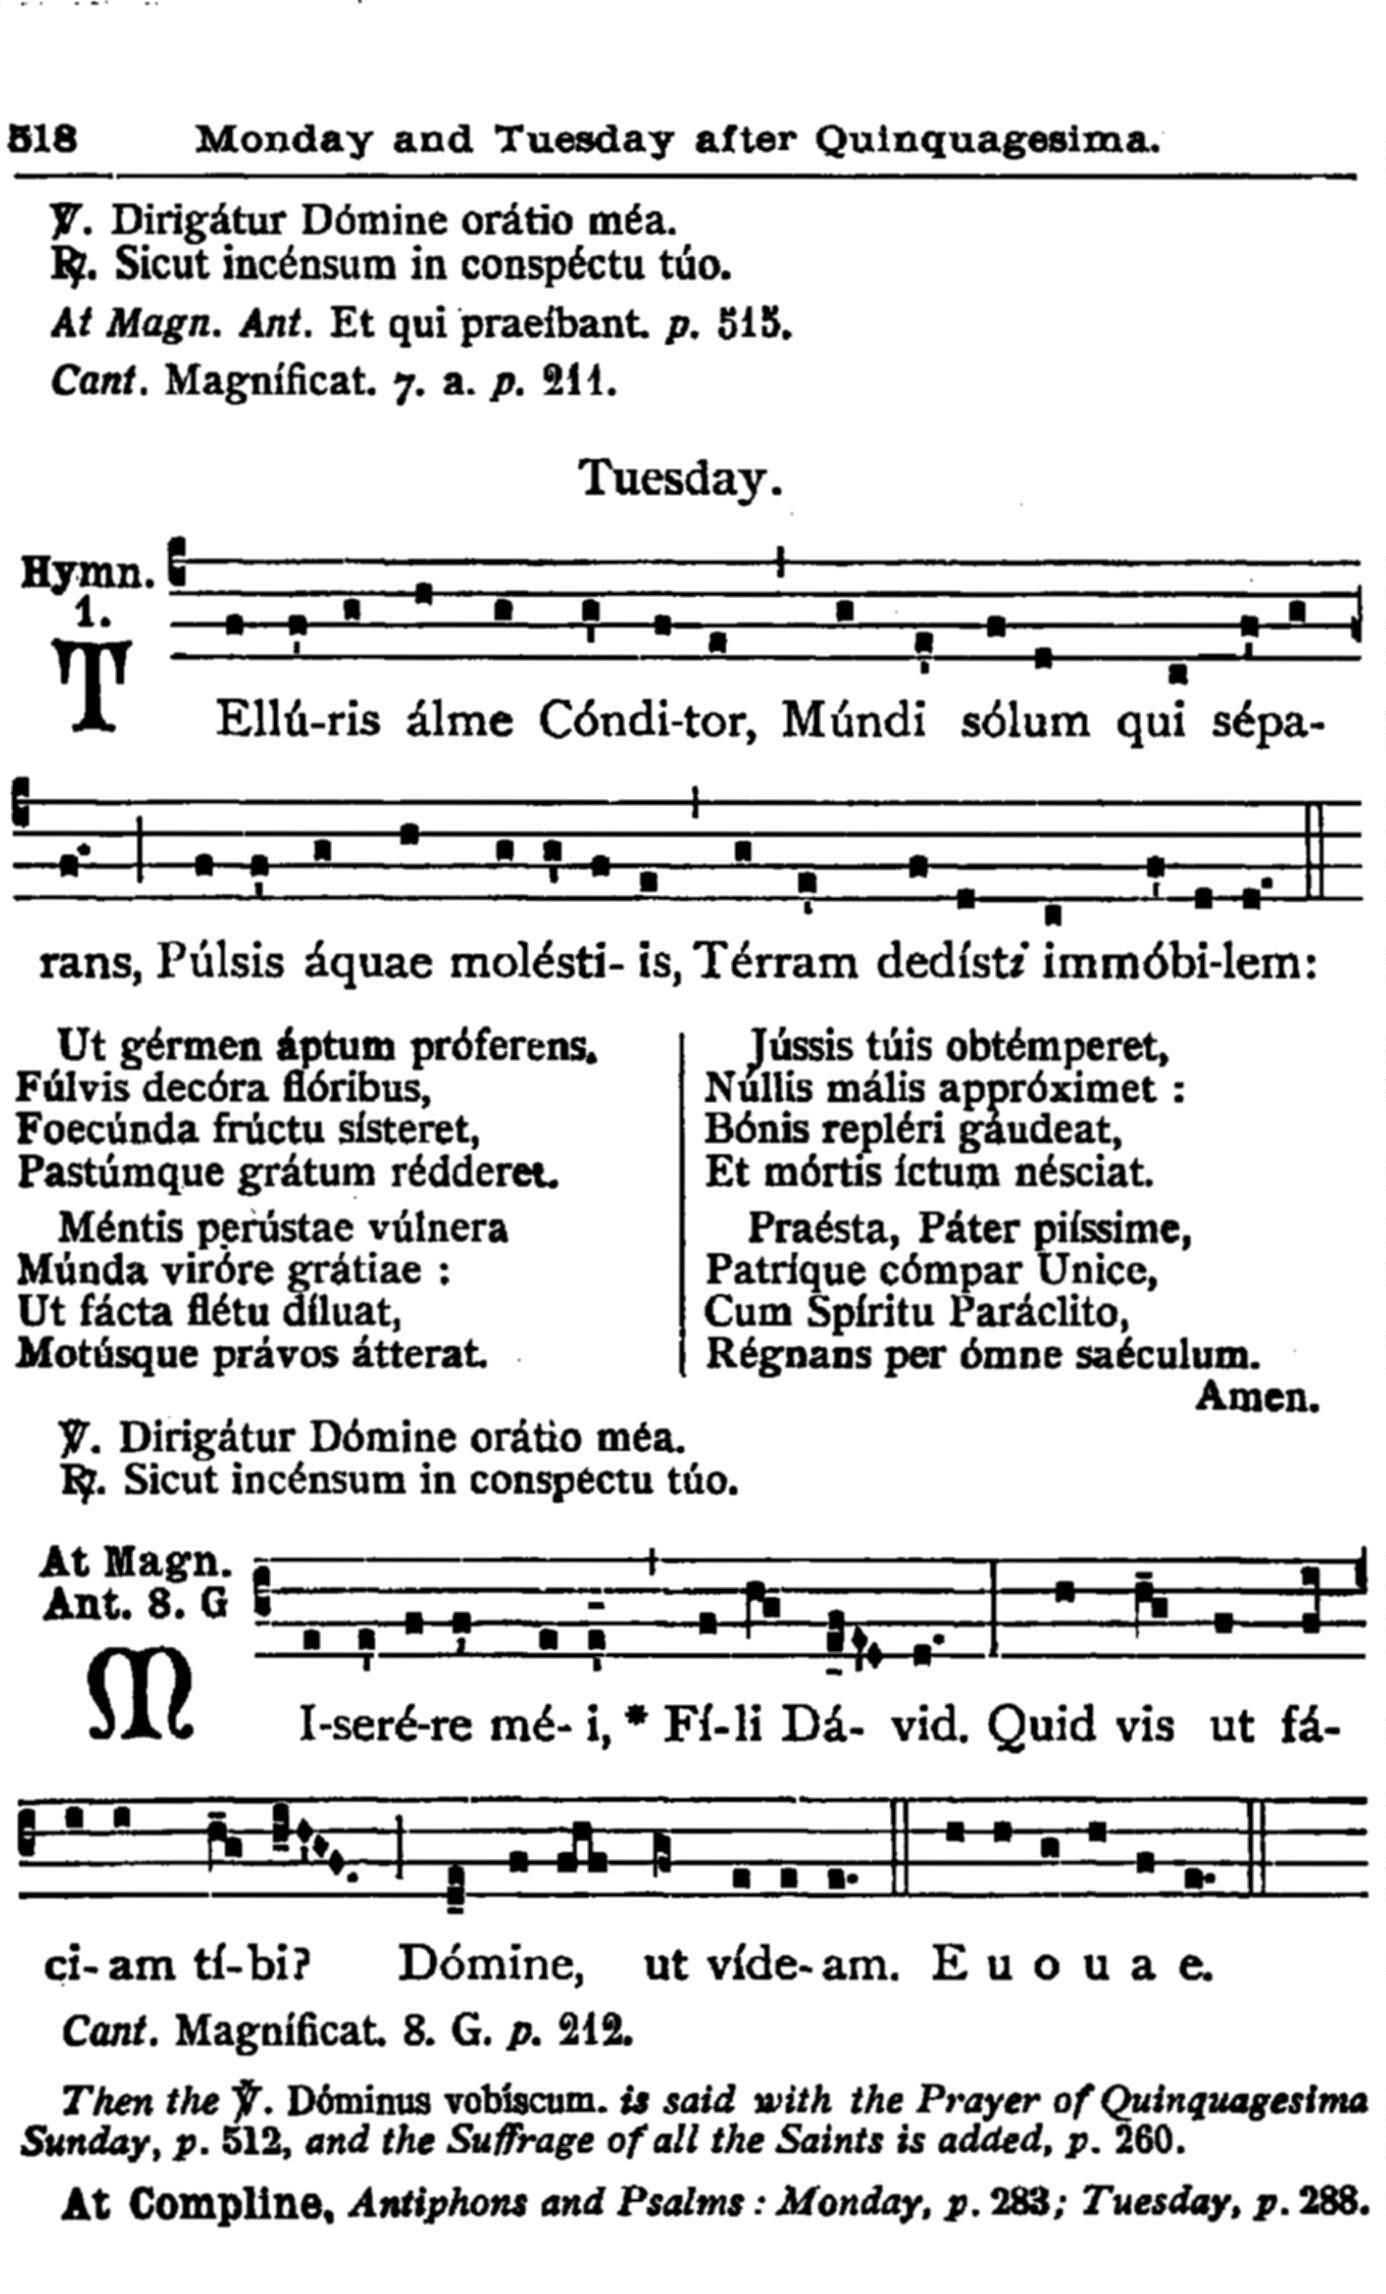 518 Monday and Tuesday after Quinquagesima.
℣. Dirigátur Dómine orátio méa.
℟. Sicut incénsum in conspéctu túo.
At Magn. Ant. Et qui praeíbant. p. 515.
Cant. Magníficat. 7. a. p. 211.
Tuesday.
Hymn.
1.
TEllú-ris álme Cóndi-tor, Múndi sólum qui sépa-
rans, Púlsis áquae molésti- is, Térram dedísti immóbi-lem:
Ut gérmen áptum próferens.
Fúlvis decóra flóribus,
Foecúnda frúctu sísteret,
Pastúmque grátum rédderet.
Méntis perústae vúlnera
Múnda viróre grátiae :
Ut fácta flétu díluat,
Motúsque právos átterat.
Jússis túis obtémperet,
Núllis mális appróximet :
Bónis repléri gáudeat,
Et mórtis íctum nésciat.
Praésta, Páter piíssime,
Patríque cómpar Unice,
Cum Spíritu Paráclito,
Régnans per ómne saéculum.
Amen.
℣. Dirigátur Dómine orátio méa.
℟. Sicut incénsum in conspéctu túo.
At Magn.
Ant. 8. G
MI-seré-re mé- i, * Fí-li Dá- vid. Quid vis ut fá-
ci- am tí-bi? Dómine, ut víde- am. E u o u a e.
Cant. Magníficat. 8. G. p. 212.
Then the ℣. Dóminus vobíscum. is said with the Prayer of Quinquagesima
Sunday, p. 512, and the Suffrage of all the Saints is added, p. 260.
At Compline, Antiphons and Psalms : Monday, p. 283; Tuesday, p. 288.